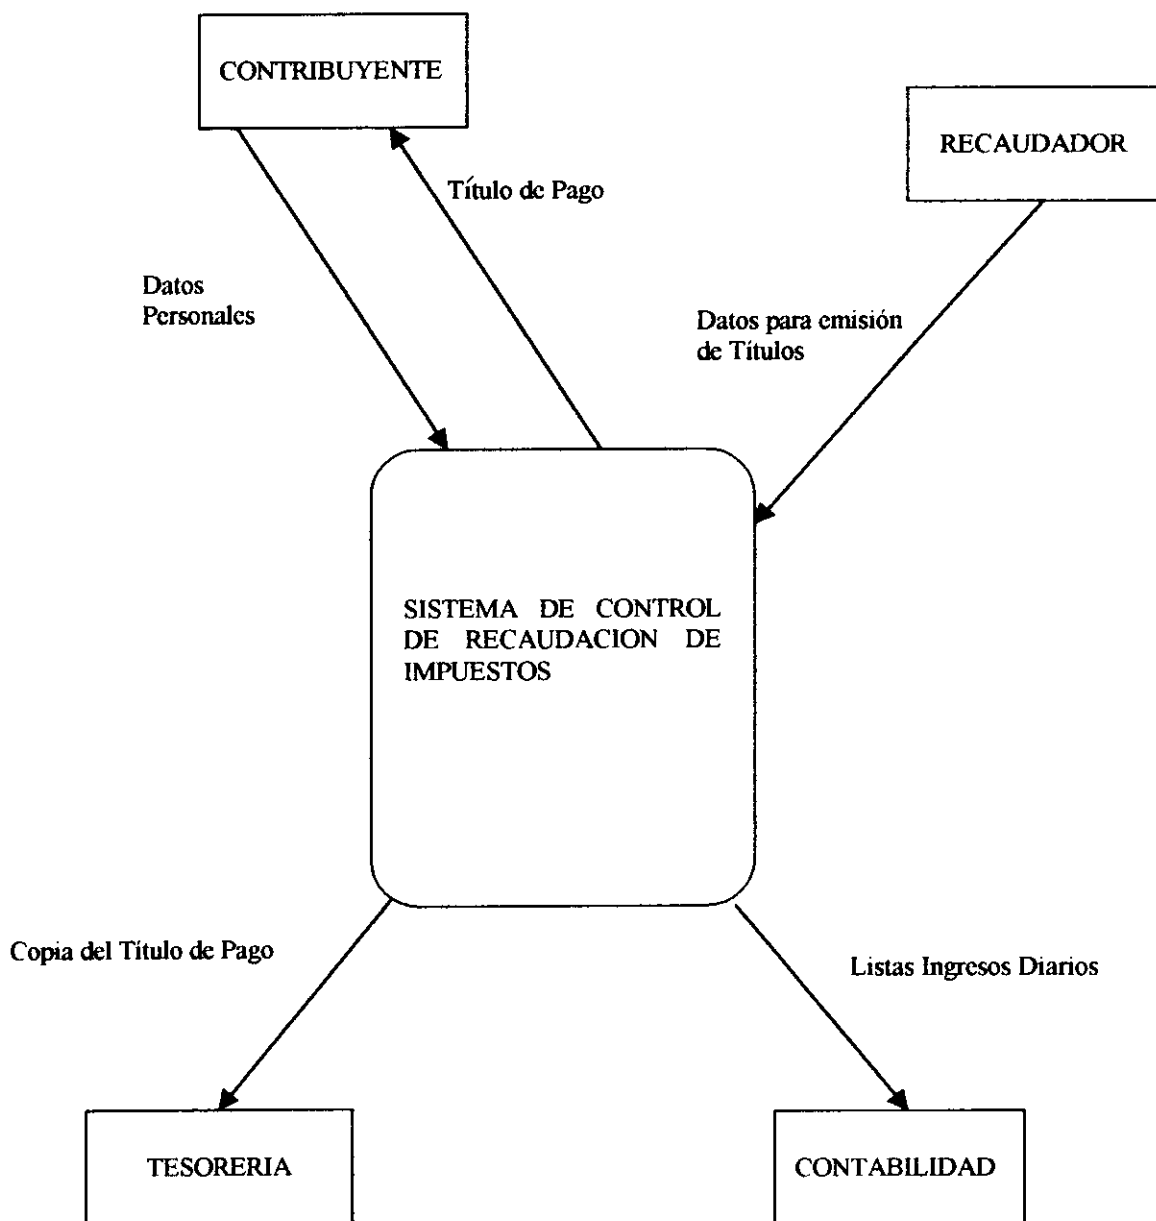 CONTRIBUYENTE
RECAUDADOR
Título de Pago
Datos
Personales
Datos para emisión
de Títulos
SISTEMA DE CONTROL
DE RECAUDACION DE
IMPUESTOS
Copia del Título de Pago
Listas Ingresos Diarios
TESORERIA
CONTABILIDAD